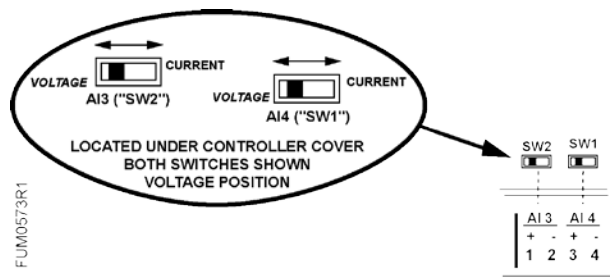 VOLTAGE
CURRENT
AI3 ("SW2")
VOLTAGE
CURRENT
AI4 ("SW1")
LOCATED UNDER CONTROLLER COVER
BOTH SWITCHES SHOWN
VOLTAGE POSITION
FUM0573R1
SW2 SW1
AI 3 AI 4
+ - + -
1 2 3 4